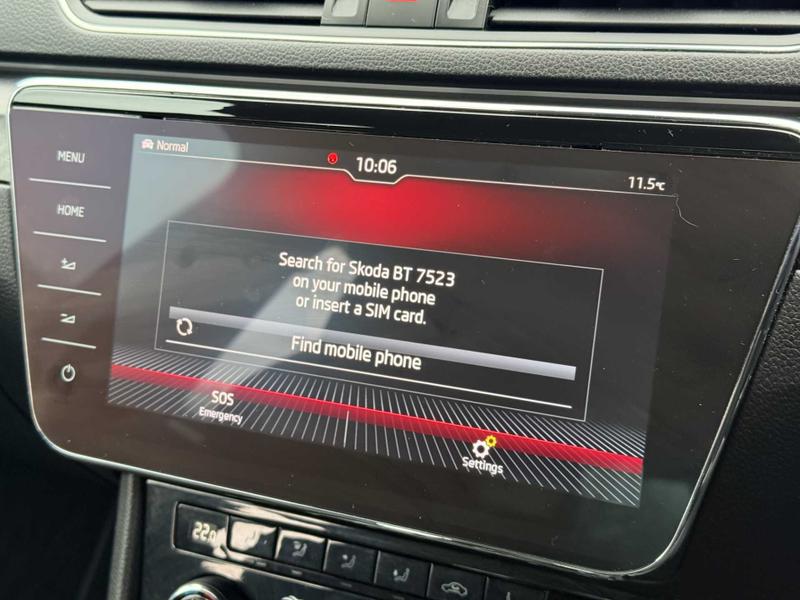 Normal
10:06
11.5°C
MENU
HOME
Search for Skoda BT 7523
on your mobile phone
or insert a SIM card.
Find mobile phone
SOS
Emergency
Settings
22.0